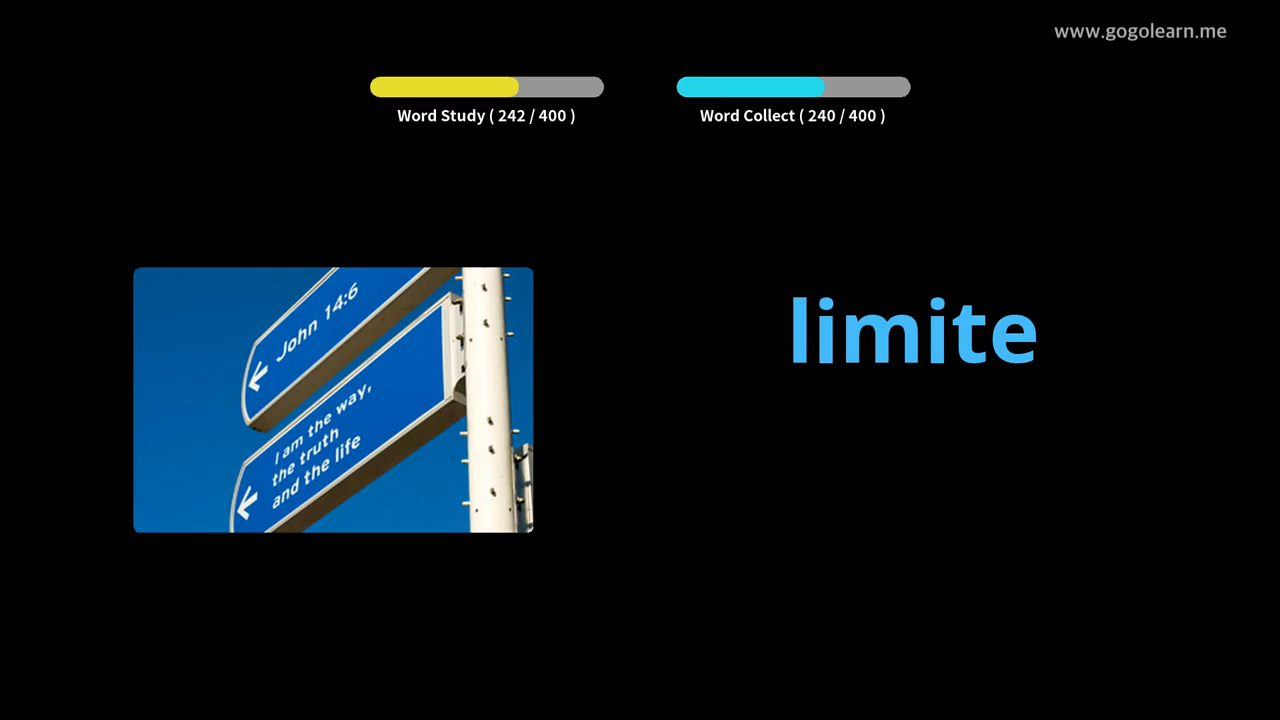 www.gogolearn.me
Word Study ( 242 / 400 )
Word Collect ( 240 / 400 )
limite
John 14:6
I am the way,
the truth
and the life